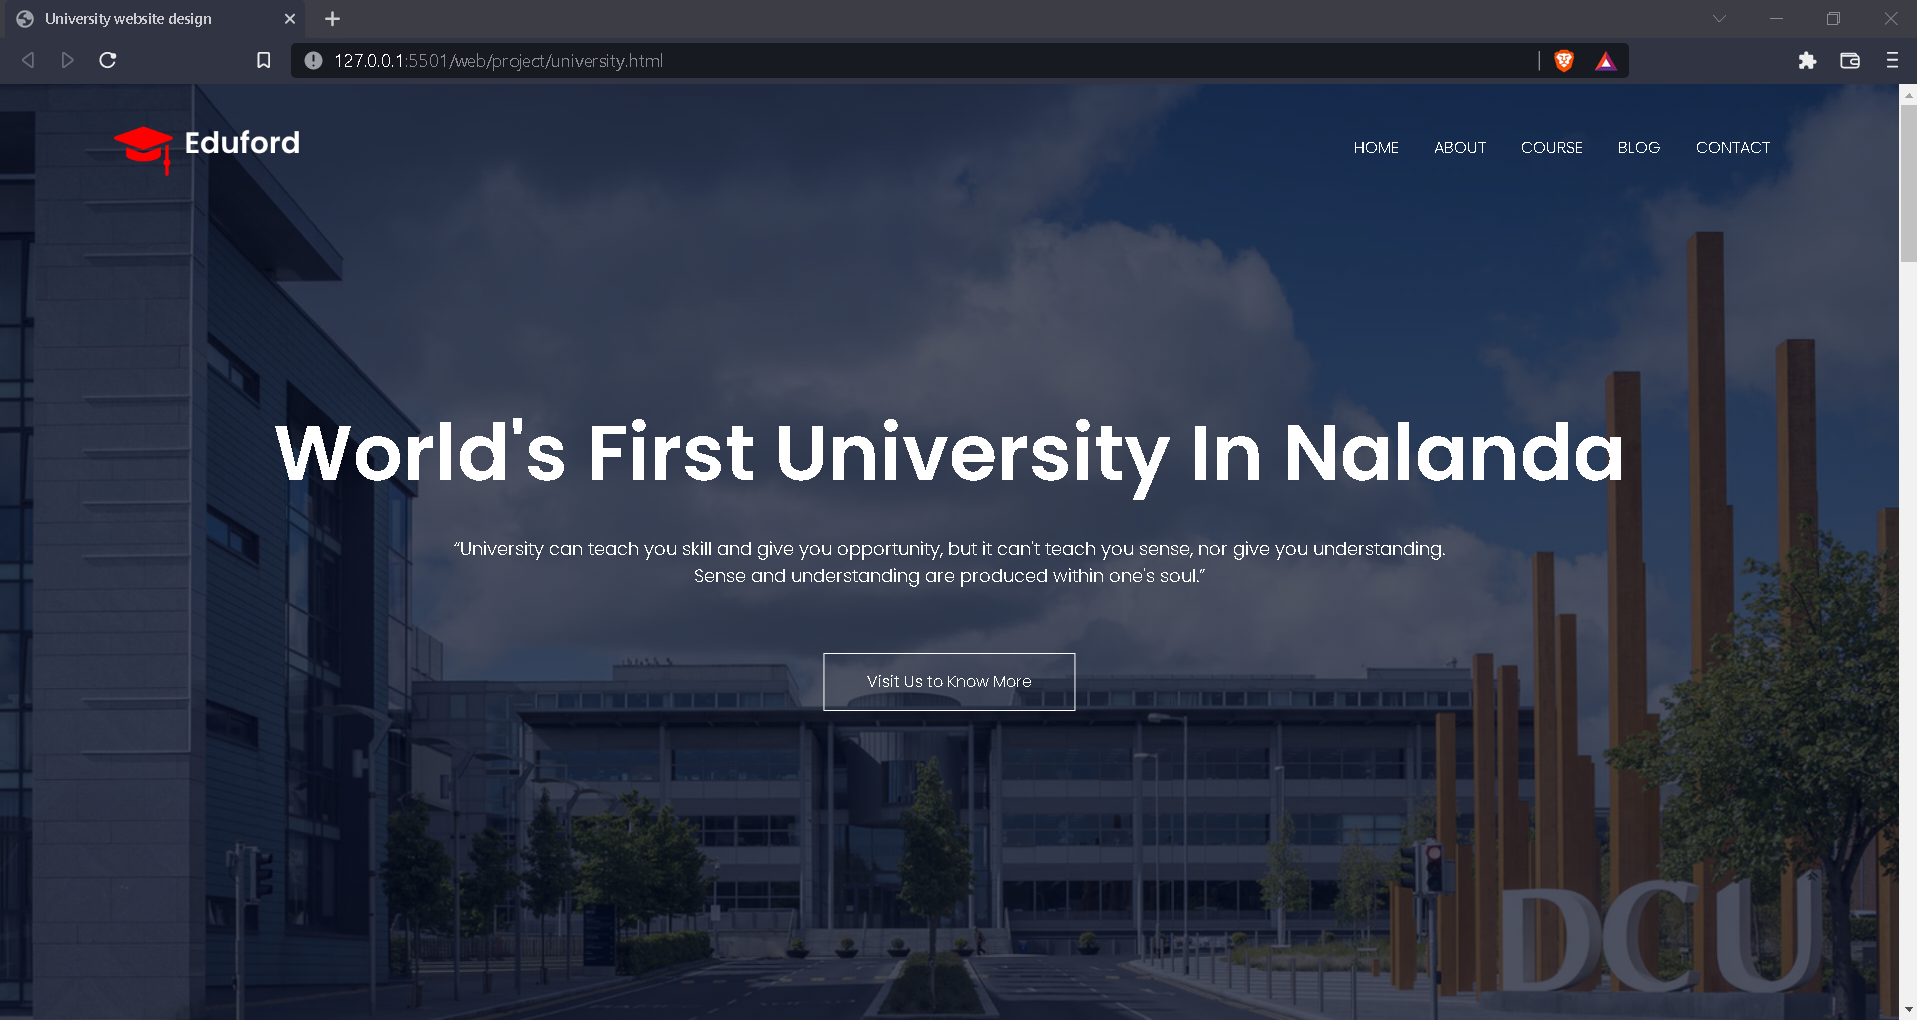 University website design
127.0.0.1:5501/web/project/university.html
Eduford
HOME ABOUT COURSE BLOG CONTACT
World's First University In Nalanda
“University can teach you skill and give you opportunity, but it can't teach you sense, nor give you understanding.
Sense and understanding are produced within one's soul.”
Visit Us to Know More
DCU